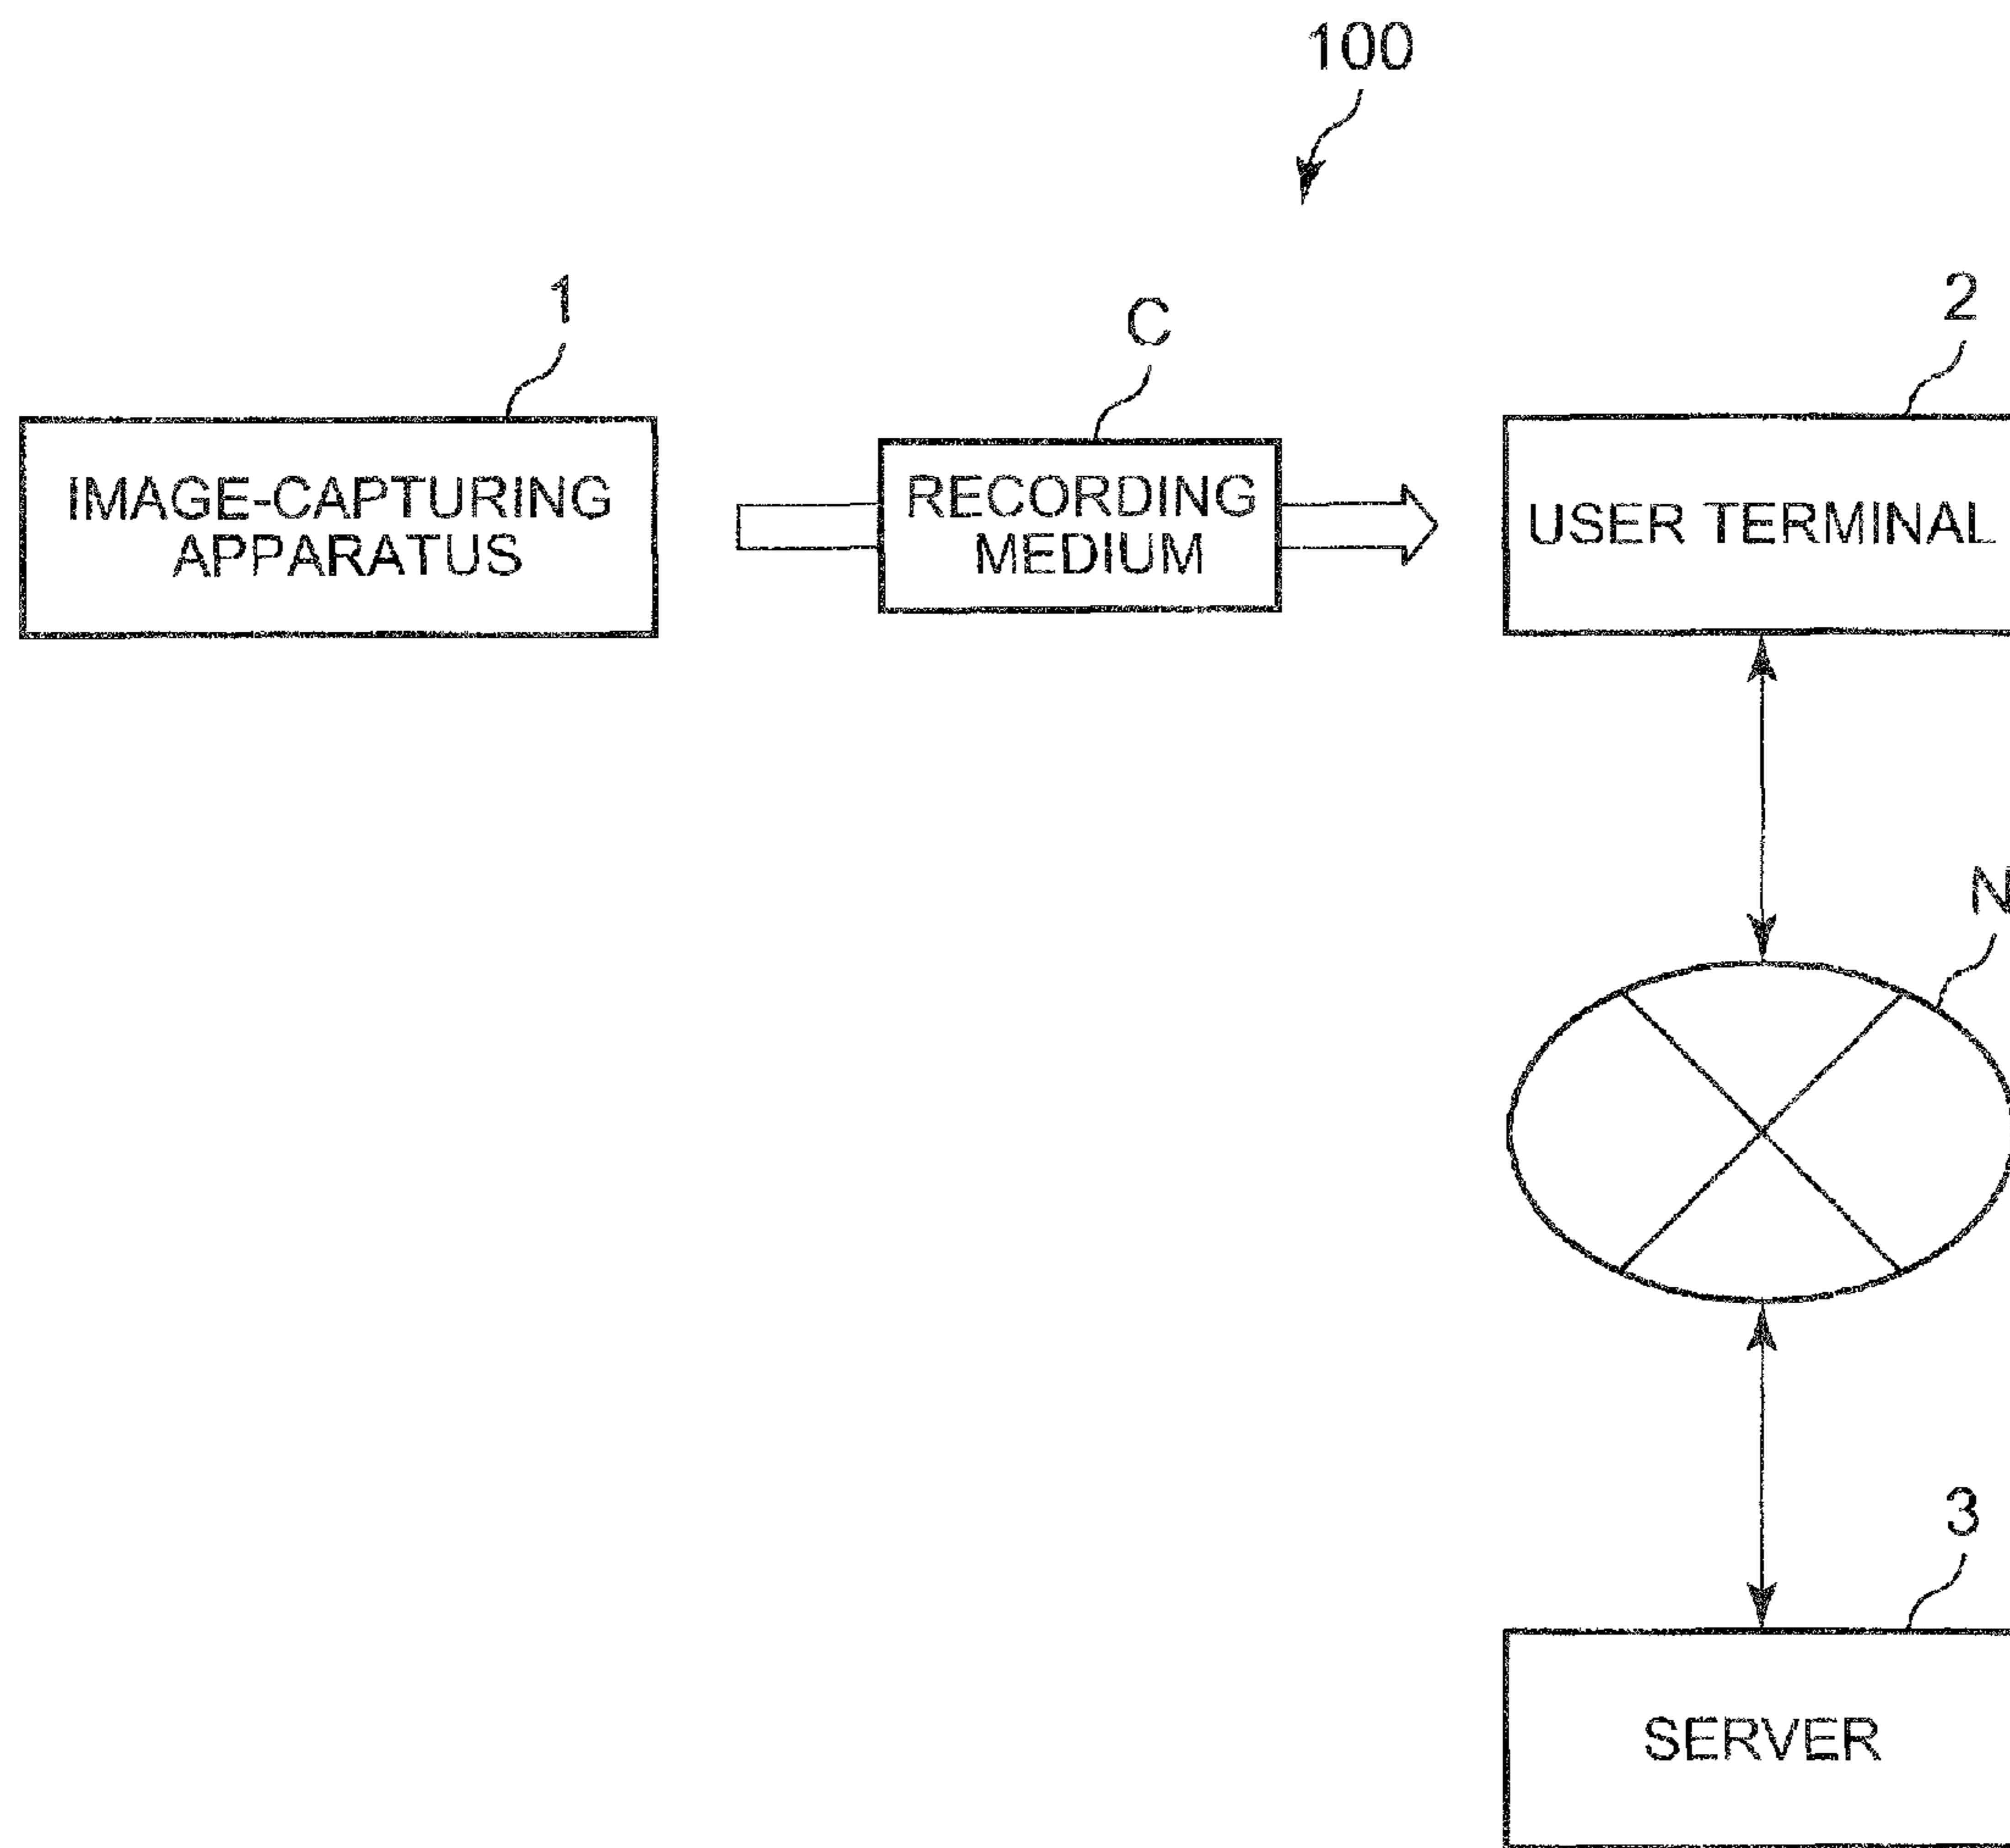 100
1
C
2
IMAGE-CAPTURING
APPARATUS
RECORDING
MEDIUM
USER TERMINAL
N
3
SERVER